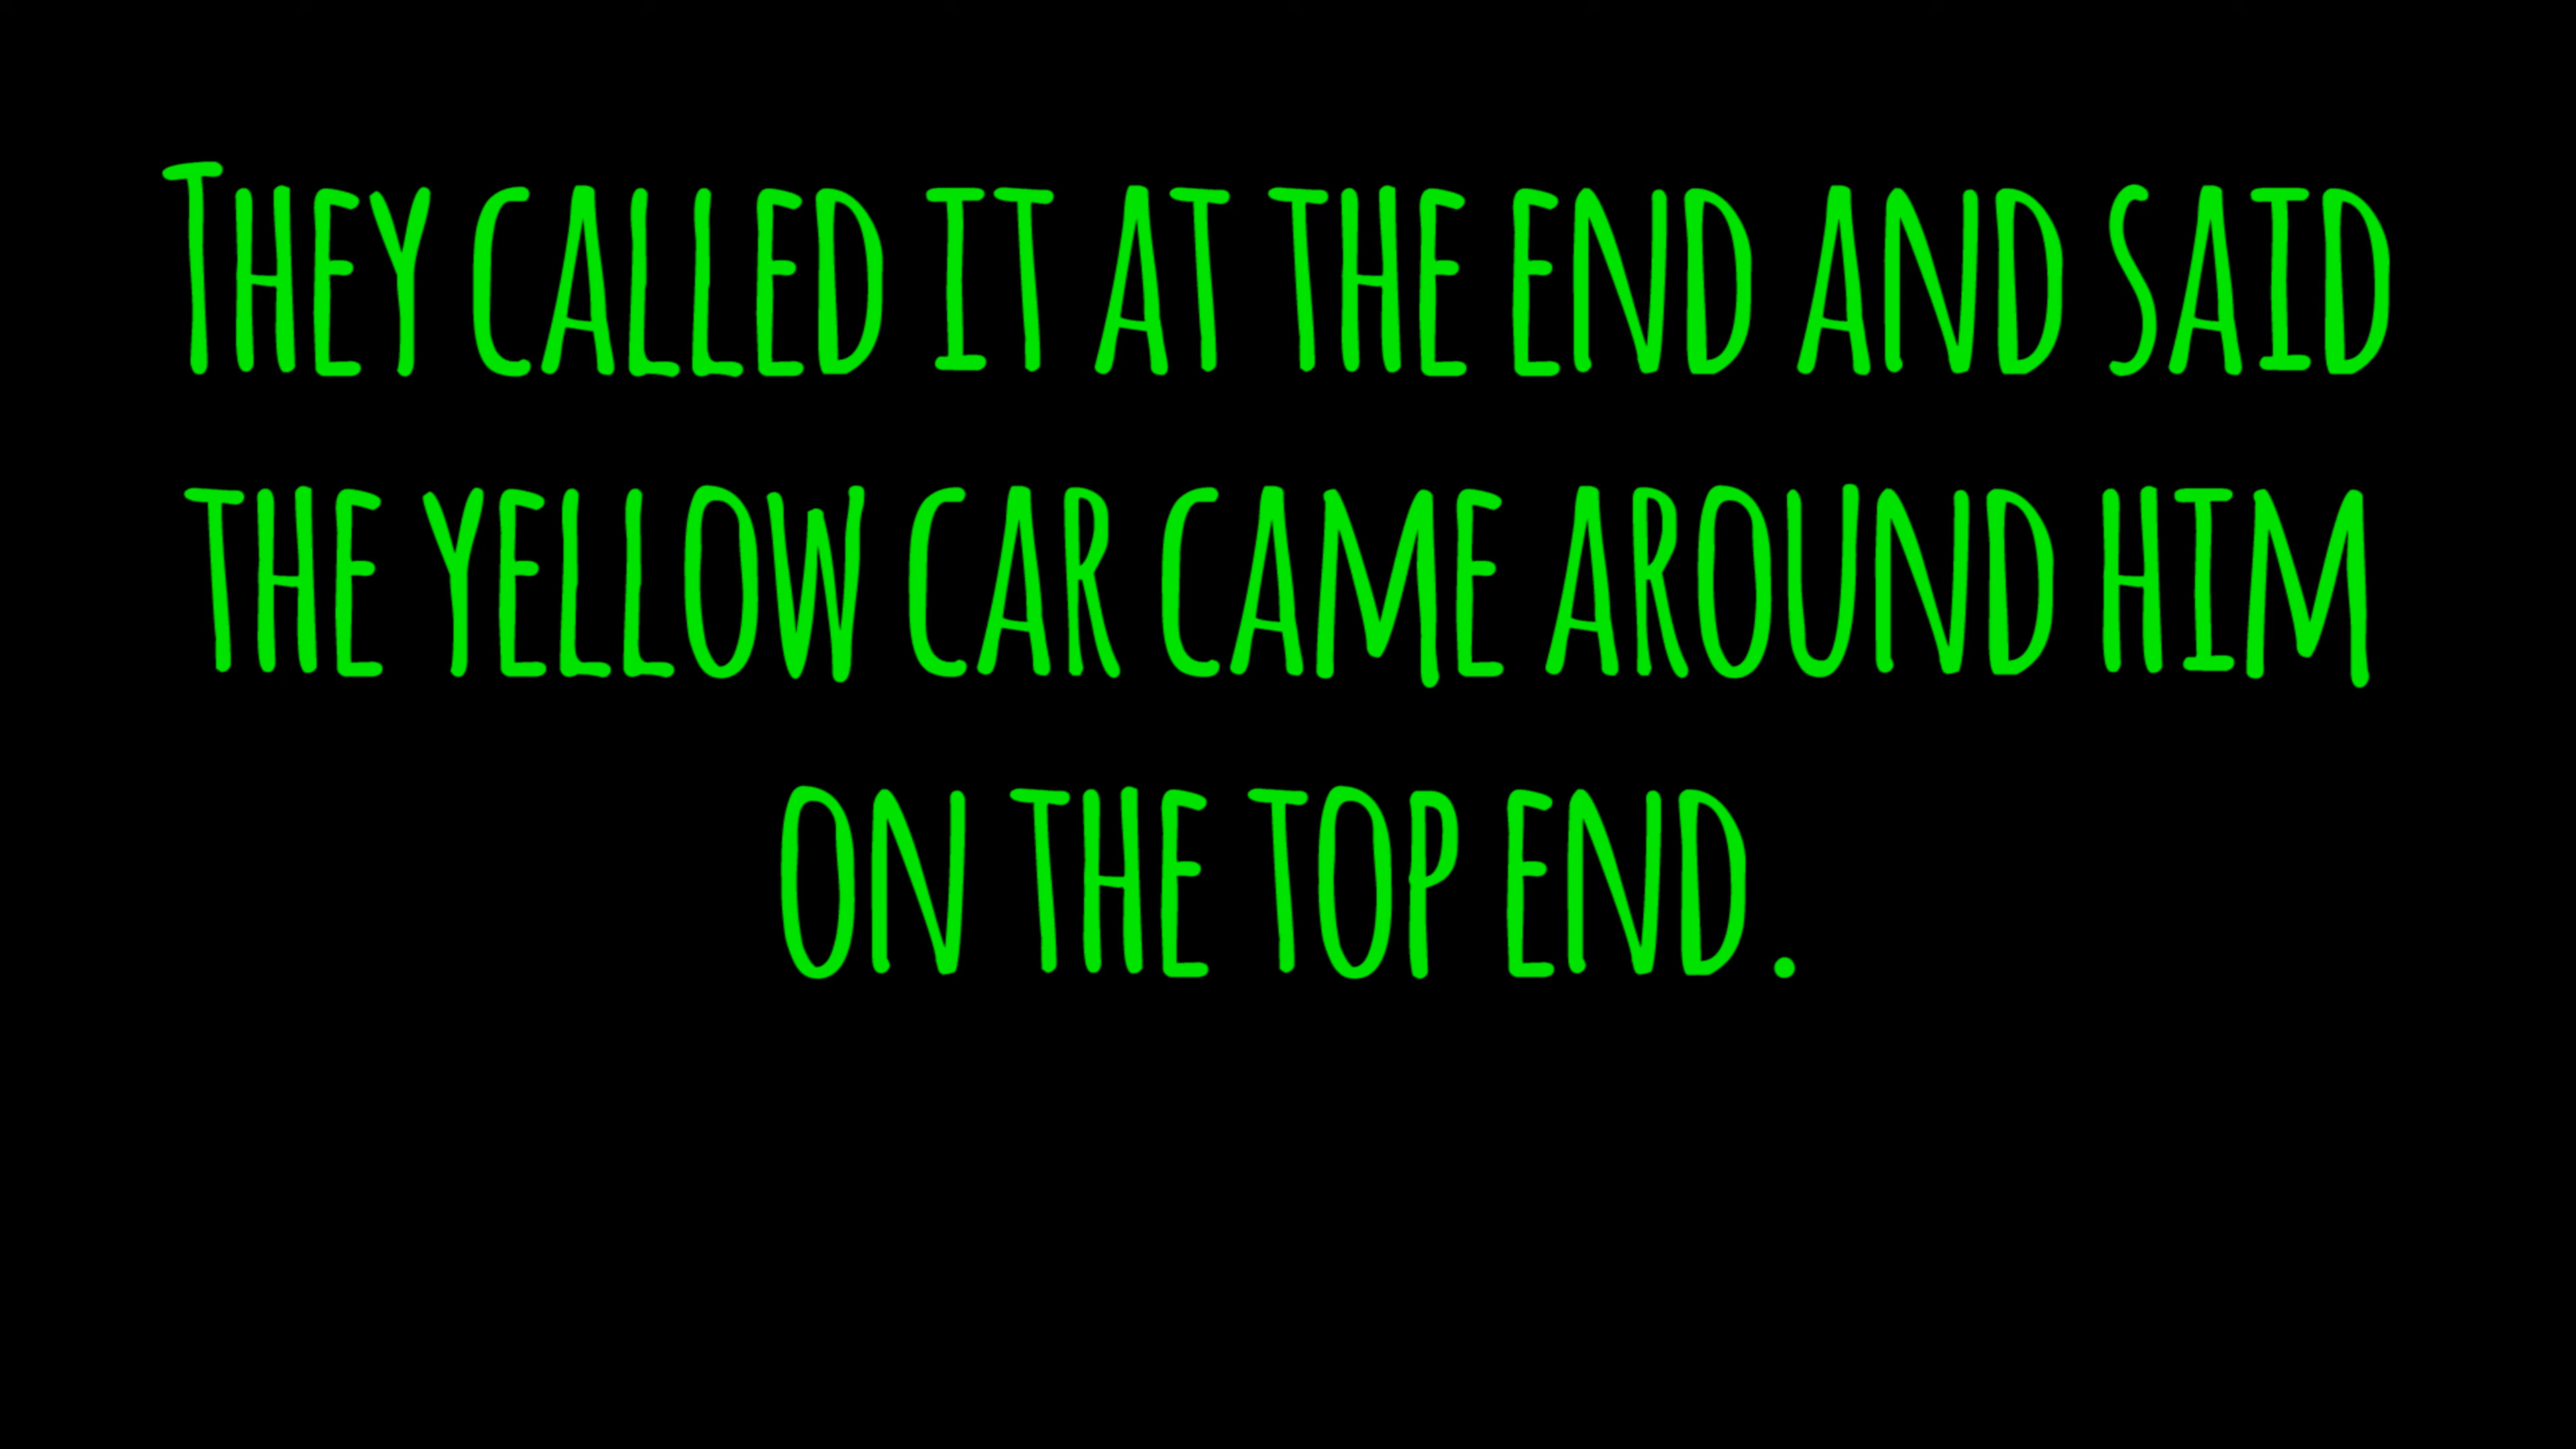 They called it at the end and said
the yellow car came around him
on the top end.